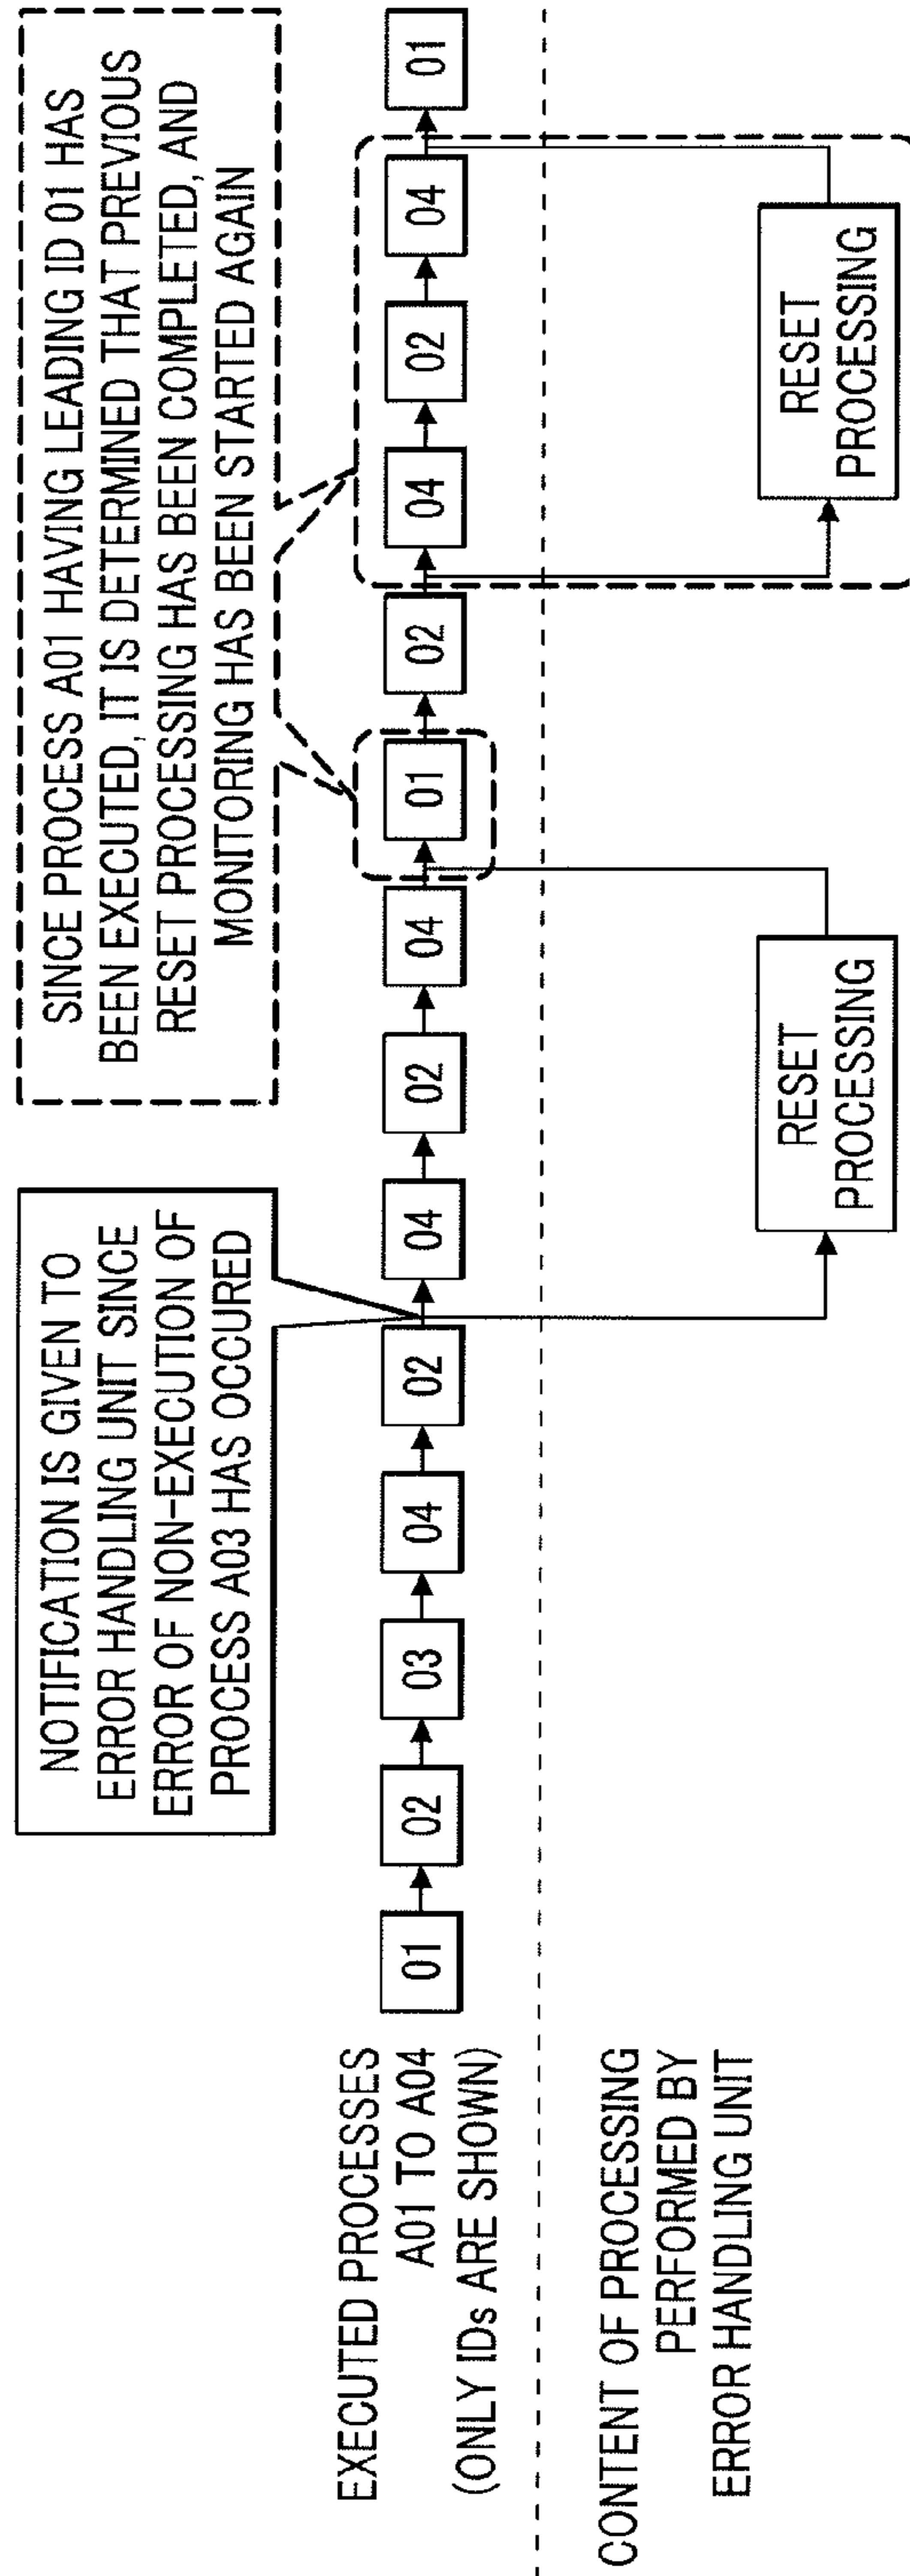 NOTIFICATION IS GIVEN TO
ERROR HANDLING UNIT SINCE
ERROR OF NON-EXECUTION OF
PROCESS A03 HAS OCCURED
SINCE PROCESS A01 HAVING LEADING ID 01 HAS
BEEN EXECUTED, IT IS DETERMINED THAT PREVIOUS
RESET PROCESSING HAS BEEN COMPLETED, AND
MONITORING HAS BEEN STARTED AGAIN
EXECUTED PROCESSES
A01 TO A04
(ONLY IDs ARE SHOWN)
01 02 03 04 02 04 02 04 01 02 04 02 04 01
CONTENT OF PROCESSING
PERFORMED BY
ERROR HANDLING UNIT
RESET
PROCESSING
RESET
PROCESSING